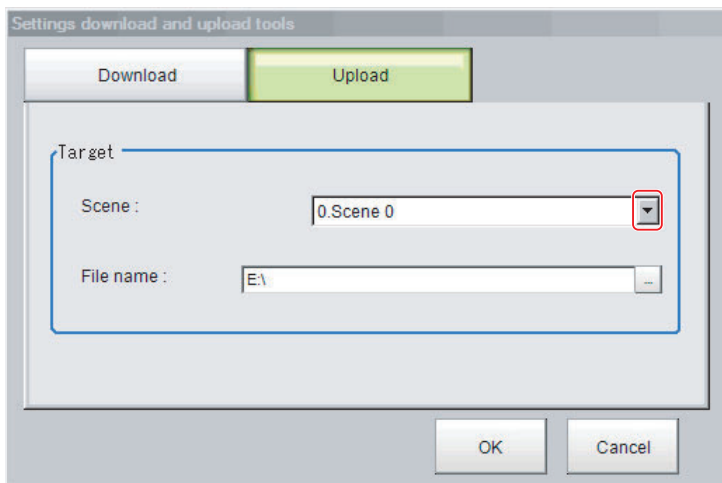 Settings download and upload tools
Download
Upload
Target
Scene :
0.Scene 0
File name :
E:\
...
OK
Cancel